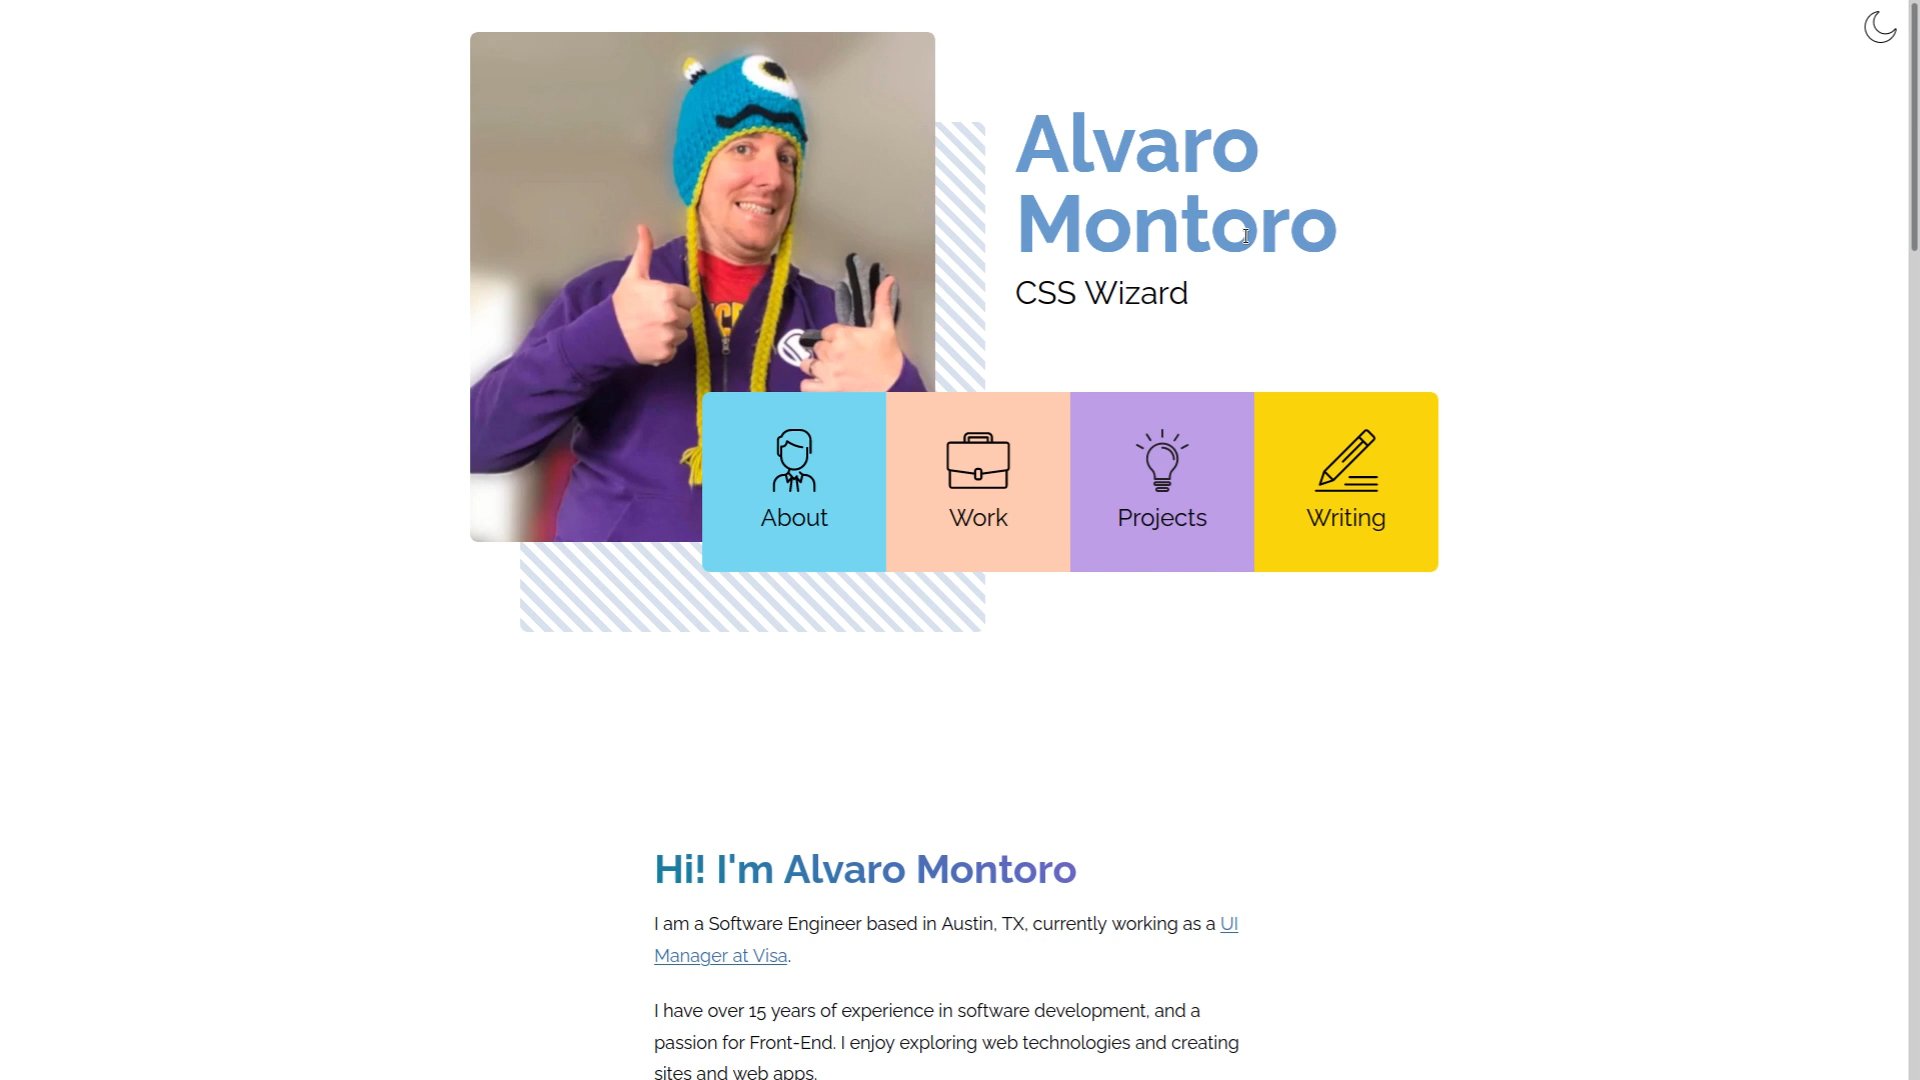 Alvaro
Montoro
CSS Wizard
About
Work
Projects
Writing
Hi! I'm Alvaro Montoro
I am a Software Engineer based in Austin, TX, currently working as a UI
Manager at Visa.
I have over 15 years of experience in software development, and a
passion for Front-End. I enjoy exploring web technologies and creating
sites and web apps.